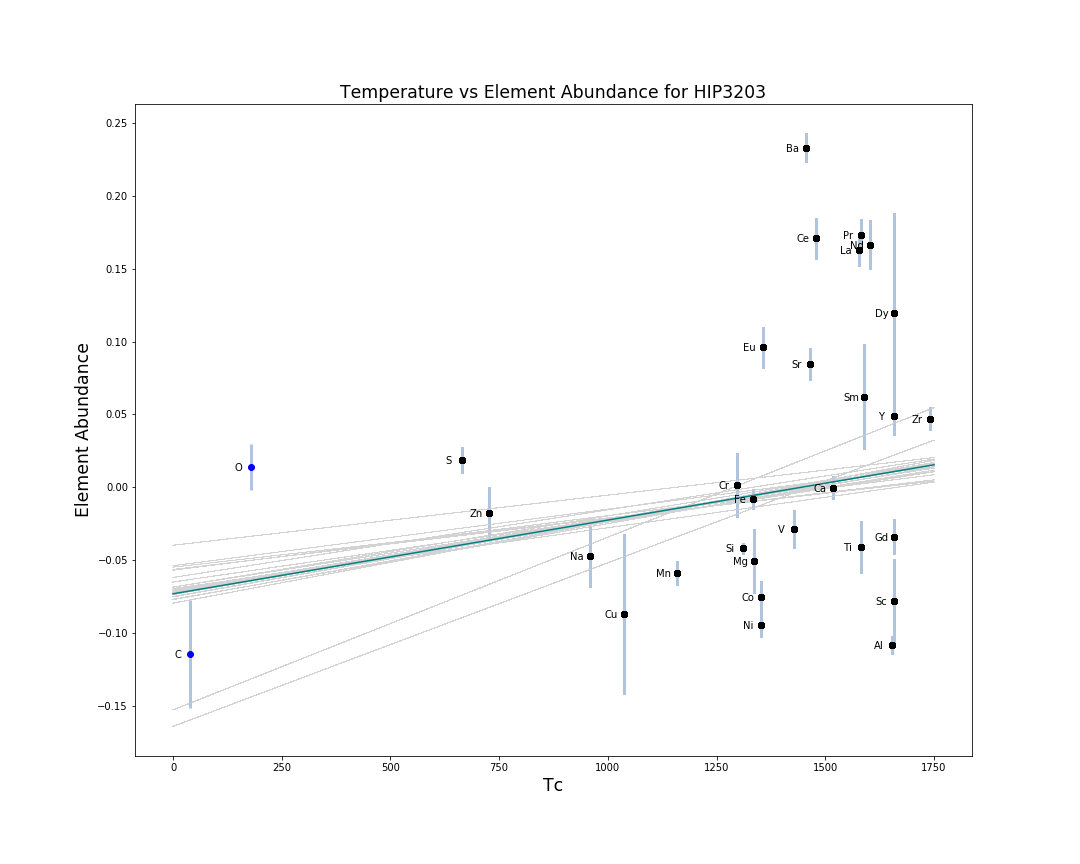 Temperature vs Element Abundance for HIP3203
0.25
Ba
0.20
Pr
Ce
Nd
La
0.15
Dy
0.10
Eu
Sr
Sm
0.05
Y
Zr
O
S
0.00
Cr
Ca
Fe
Zn
V
Gd
Ti
Si
Na
Mg
−0.05
Mn
Co
Sc
Cu
Ni
−0.10
Al
C
−0.15
Element Abundance
0
250
500
750
1000
1250
1500
1750
Tc